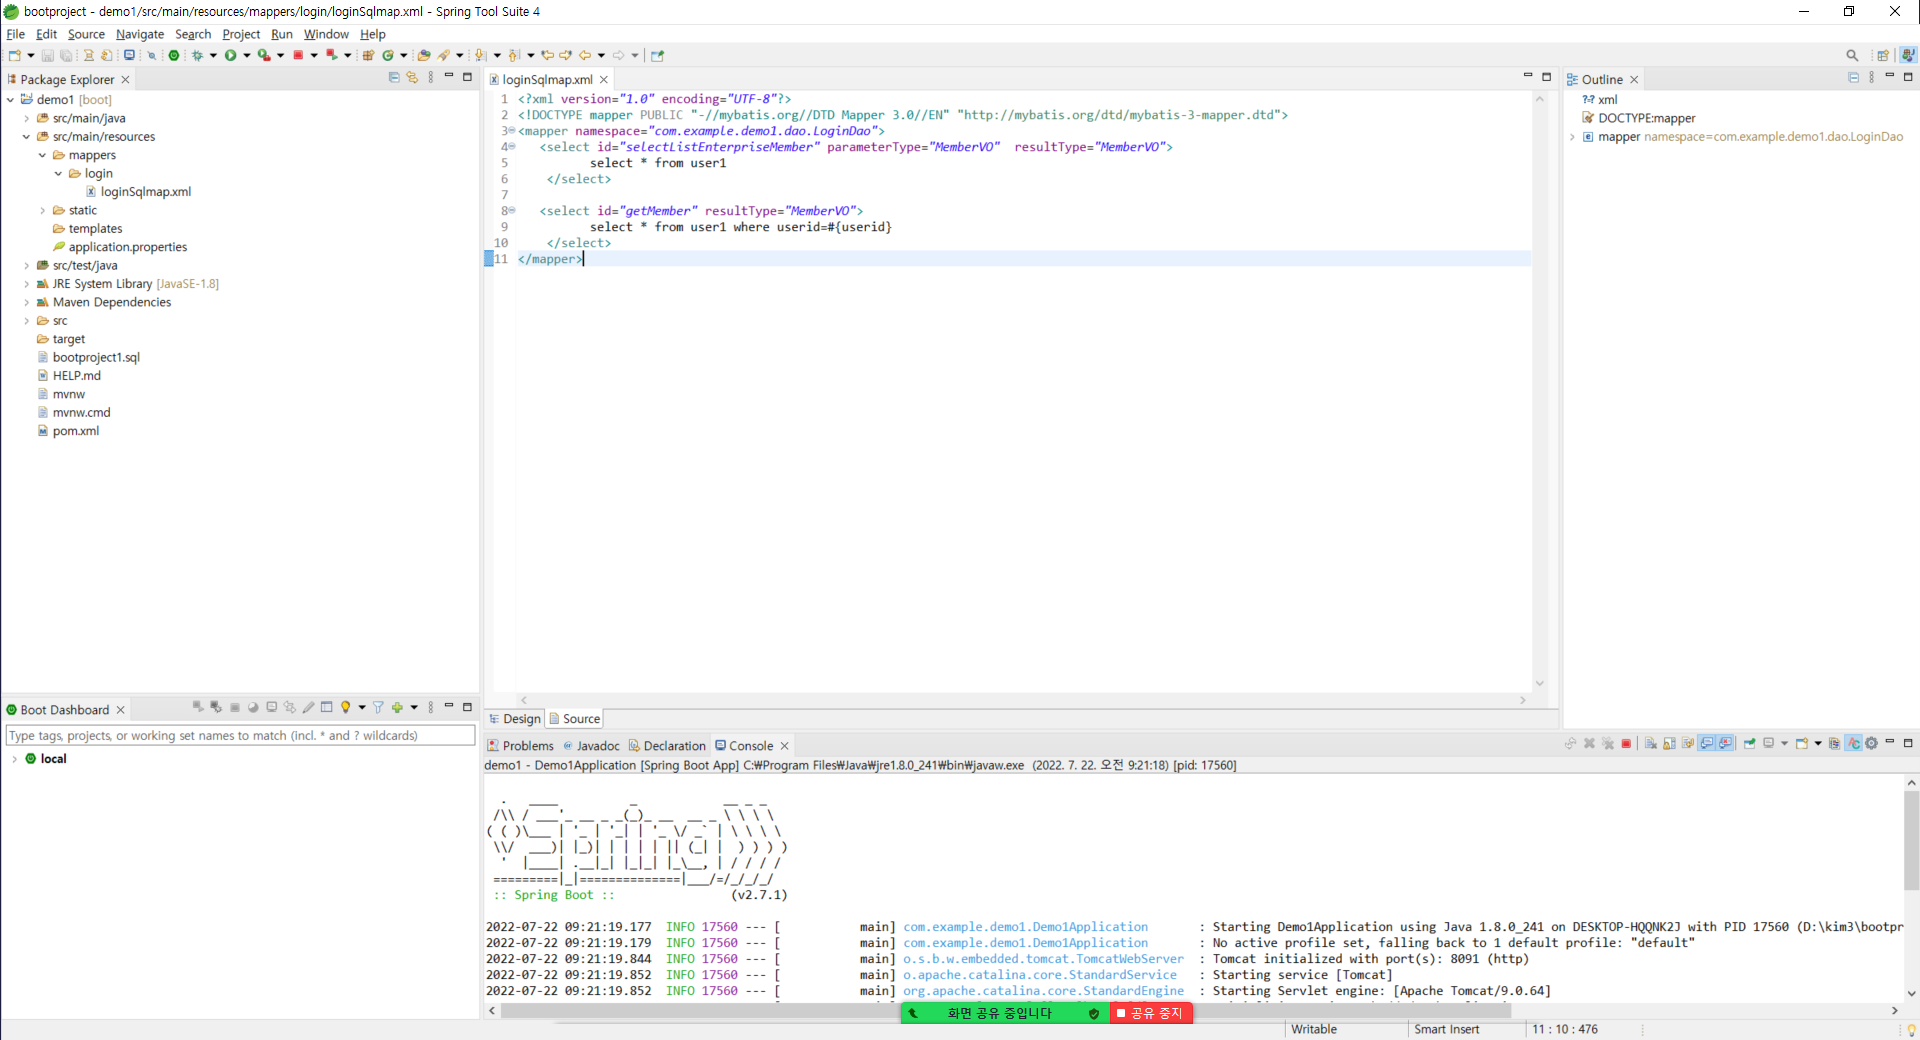 bootproject - demo1/src/main/resources/mappers/login/loginSqlmap.xml - Spring Tool Suite 4
File Edit Source Navigate Search Project Run Window Help
Package Explorer
demo1 [boot]
src/main/java
src/main/resources
mappers
login
loginSqlmap.xml
static
templates
application.properties
src/test/java
JRE System Library [JavaSE-1.8]
Maven Dependencies
src
target
bootproject1.sql
HELP.md
mvnw
mvnw.cmd
pom.xml
loginSqlmap.xml
1 <?xml version="1.0" encoding="UTF-8"?>
2 <!DOCTYPE mapper PUBLIC "-//mybatis.org//DTD Mapper 3.0//EN" "http://mybatis.org/dtd/mybatis-3-mapper.dtd">
3 <mapper namespace="com.example.demo1.dao.LoginDao">
4 <select id="selectListEnterpriseMember" parameterType="MemberVO" resultType="MemberVO">
5 select * from user1
6 </select>
7
8 <select id="getMember" resultType="MemberVO">
9 select * from user1 where userid=#{userid}
10 </select>
11 </mapper>
Design Source
Outline
?-? xml
DOCTYPE:mapper
mapper namespace=com.example.demo1.dao.LoginDao
Boot Dashboard
Type tags, projects, or working set names to match (incl. * and ? wildcards)
local
Problems Javadoc Declaration Console
demo1 - Demo1Application [Spring Boot App] C:₩Program Files₩Java₩jre1.8.0_241₩bin₩javaw.exe (2022. 7. 22. 오전 9:21:18) [pid: 17560]
Spring
:: Spring Boot :: (v2.7.1)
2022-07-22 09:21:19.177 INFO 17560 --- [ main] com.example.demo1.Demo1Application : Starting Demo1Application using Java 1.8.0_241 on DESKTOP-HQQNK2J with PID 17560 (D:\kim3\bootpr
2022-07-22 09:21:19.179 INFO 17560 --- [ main] com.example.demo1.Demo1Application : No active profile set, falling back to 1 default profile: "default"
2022-07-22 09:21:19.844 INFO 17560 --- [ main] o.s.b.w.embedded.tomcat.TomcatWebServer : Tomcat initialized with port(s): 8091 (http)
2022-07-22 09:21:19.852 INFO 17560 --- [ main] o.apache.catalina.core.StandardService : Starting service [Tomcat]
2022-07-22 09:21:19.852 INFO 17560 --- [ main] org.apache.catalina.core.StandardEngine : Starting Servlet engine: [Apache Tomcat/9.0.64]
화면 공유 중입니다 공유 중지
Writable Smart Insert 11 : 10 : 476